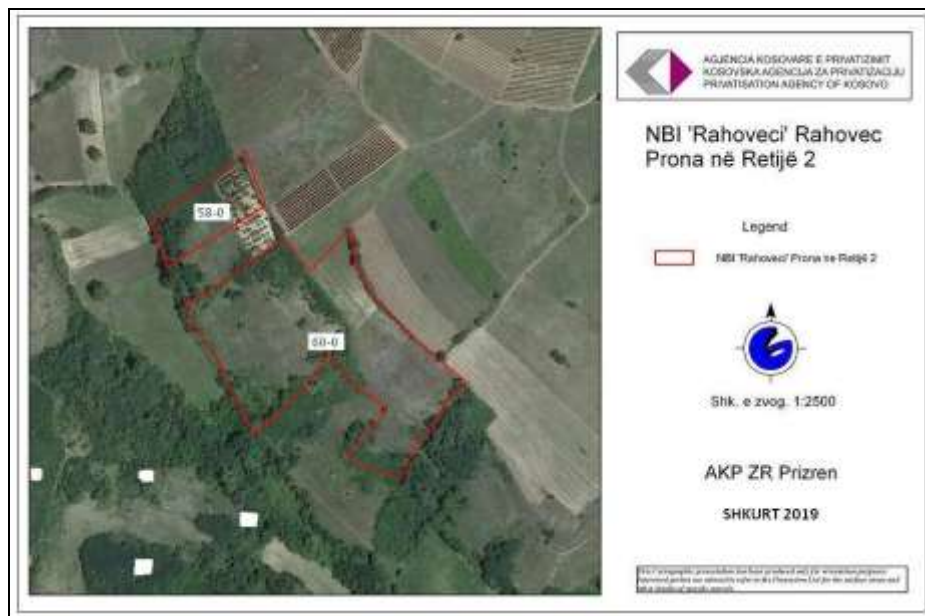 AGJENCIA KOSOVARE E PRIVATIZIMIT
KOSOVSKA AGENCIJA ZA PRIVATIZACIJU
PRIVATISATION AGENCY OF KOSOVO
NBI 'Rahoveci' Rahovec
Prona në Retijë 2
Legend
NBI 'Rahoveci' Prona ne Retijë 2
Shk. e zvog. 1:2500
AKP ZR Prizren
SHKURT 2019
58-0
60-0